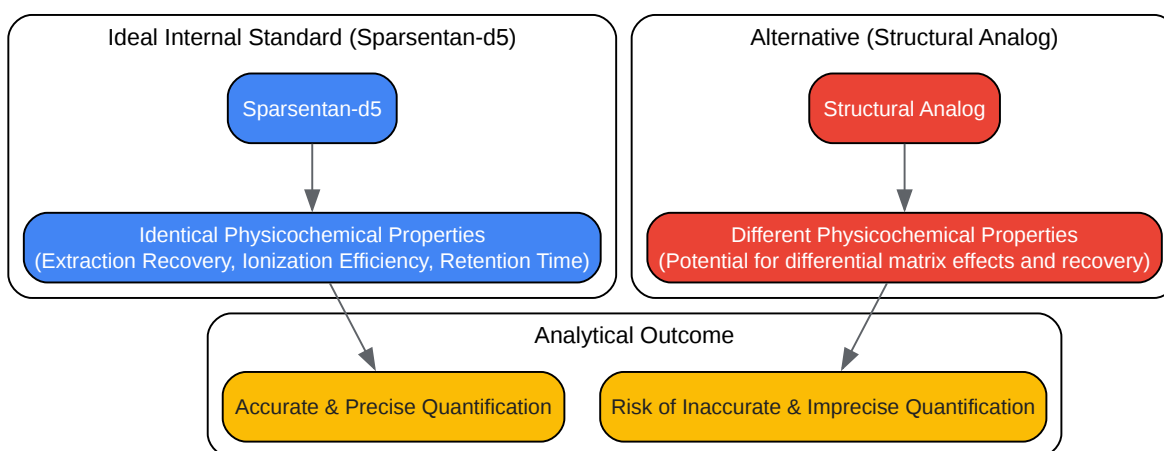 Ideal Internal Standard (Sparsentan-d5)
Sparsentan-d5
Identical Physicochemical Properties
(Extraction Recovery, Ionization Efficiency, Retention Time)
Alternative (Structural Analog)
Structural Analog
Different Physicochemical Properties
(Potential for differential matrix effects and recovery)
Analytical Outcome
Accurate & Precise Quantification
Risk of Inaccurate & Imprecise Quantification